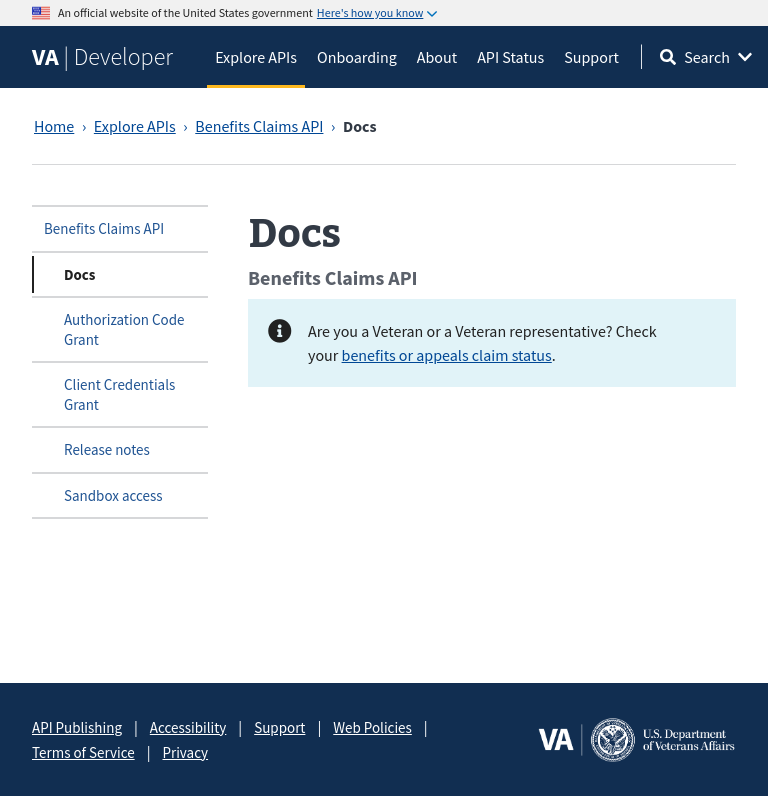 An official website of the United States government Here's how you know
VA | Developer Explore APIs Onboarding About API Status Support Search
Home › Explore APIs › Benefits Claims API › Docs
Benefits Claims API
Docs
Authorization Code
Grant
Client Credentials
Grant
Release notes
Sandbox access
Docs
Benefits Claims API
Are you a Veteran or a Veteran representative? Check
your benefits or appeals claim status.
API Publishing | Accessibility | Support | Web Policies |
Terms of Service | Privacy
VA
U.S. Department
of Veterans Affairs